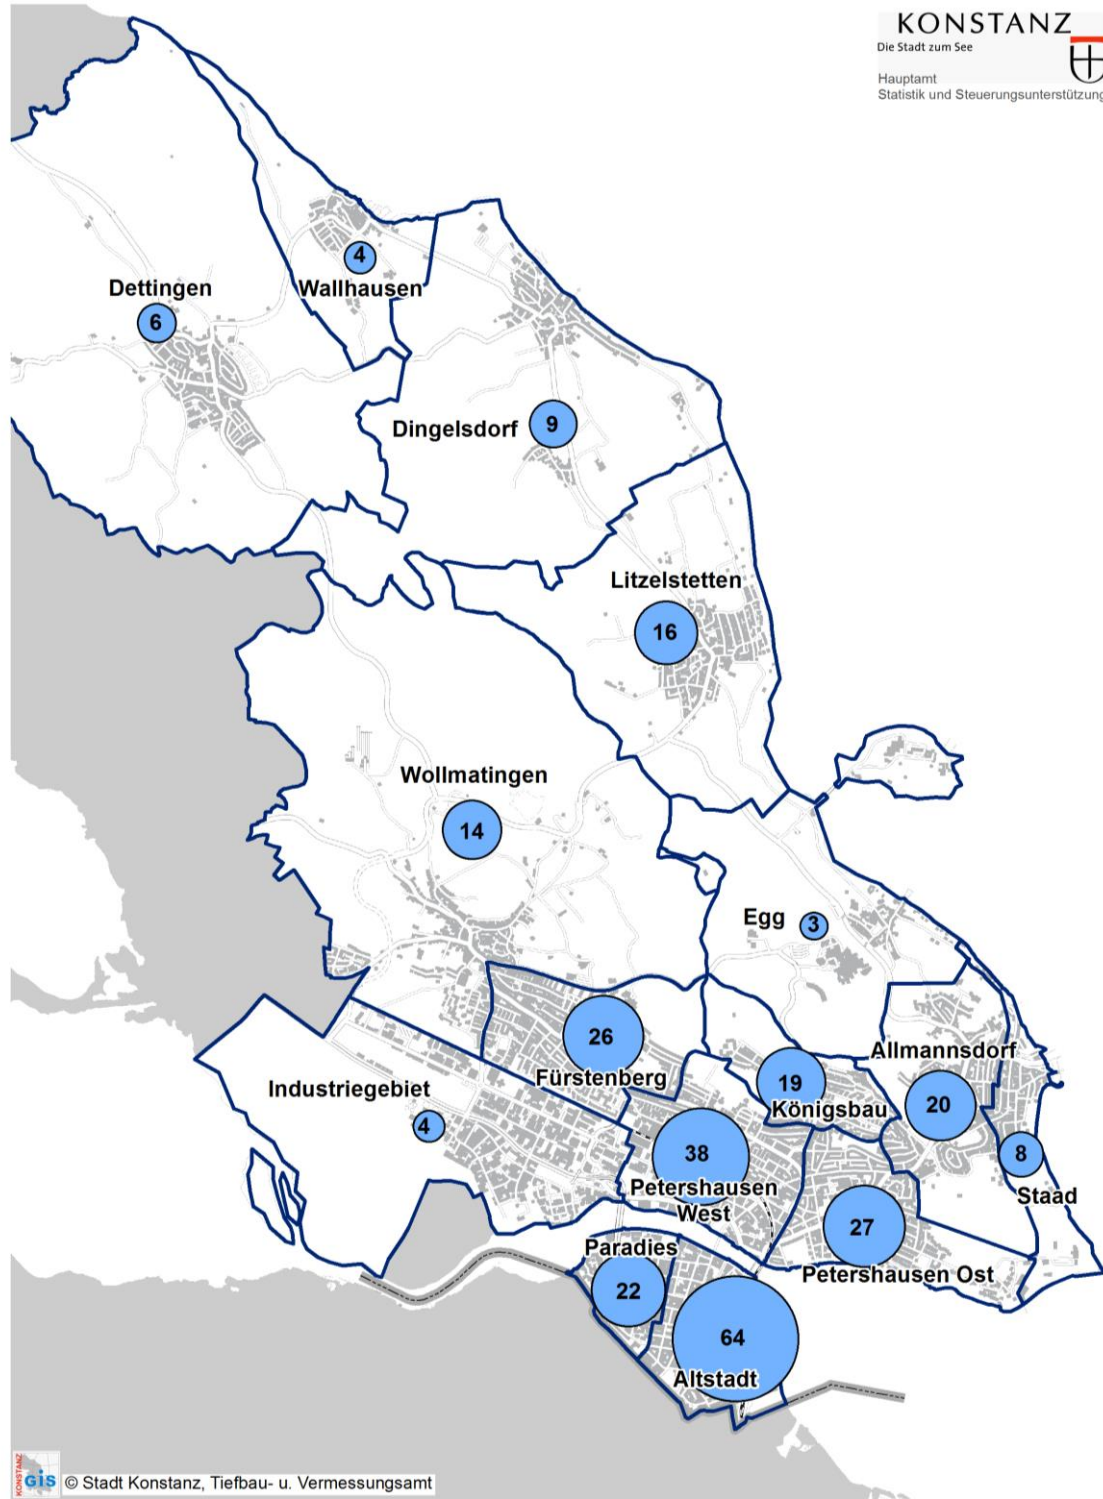 KONSTANZ
Die Stadt zum See
Hauptamt
Statistik und Steuerungsunterstützung
4
Wallhausen
Dettingen
6
Dingelsdorf
9
Litzelstetten
16
Wollmatingen
14
Egg
3
26
Fürstenberg
Allmannsdorf
20
19
Königsbau
Industriegebiet
4
38
Petershausen
West
8
Staad
27
Petershausen Ost
Paradies
22
64
Altstadt
KONSTANZ
GIS
© Stadt Konstanz, Tiefbau- u. Vermessungsamt